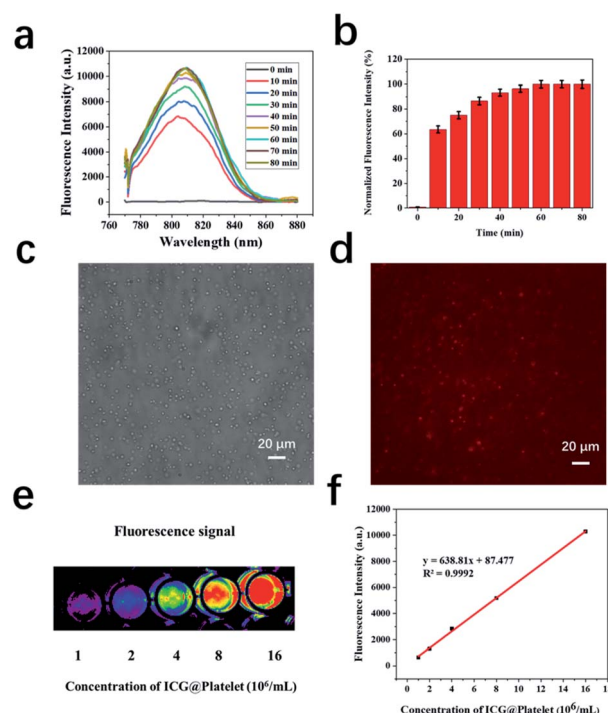 a
12000
10000
8000
6000
4000
2000
0
Fluorescence Intensity (a.u.)
760 780 800 820 840 860 880
Wavelength (nm)
0 min
10 min
20 min
30 min
40 min
50 min
60 min
70 min
80 min
b
120
100
80
60
40
20
0
Normalized Fluorescence Intensity (%)
0 20 40 60 80
Time (min)
c
20 µm
d
20 µm
e
Fluorescence signal
1 2 4 8 16
Concentration of ICG@Platelet (10⁶/mL)
f
12000
10000
8000
6000
4000
2000
0
Fluorescence Intensity (a.u.)
y = 638.81x + 87.477
R² = 0.9992
0 2 4 6 8 10 12 14 16 18
Concentration of ICG@Platelet (10⁶/mL)